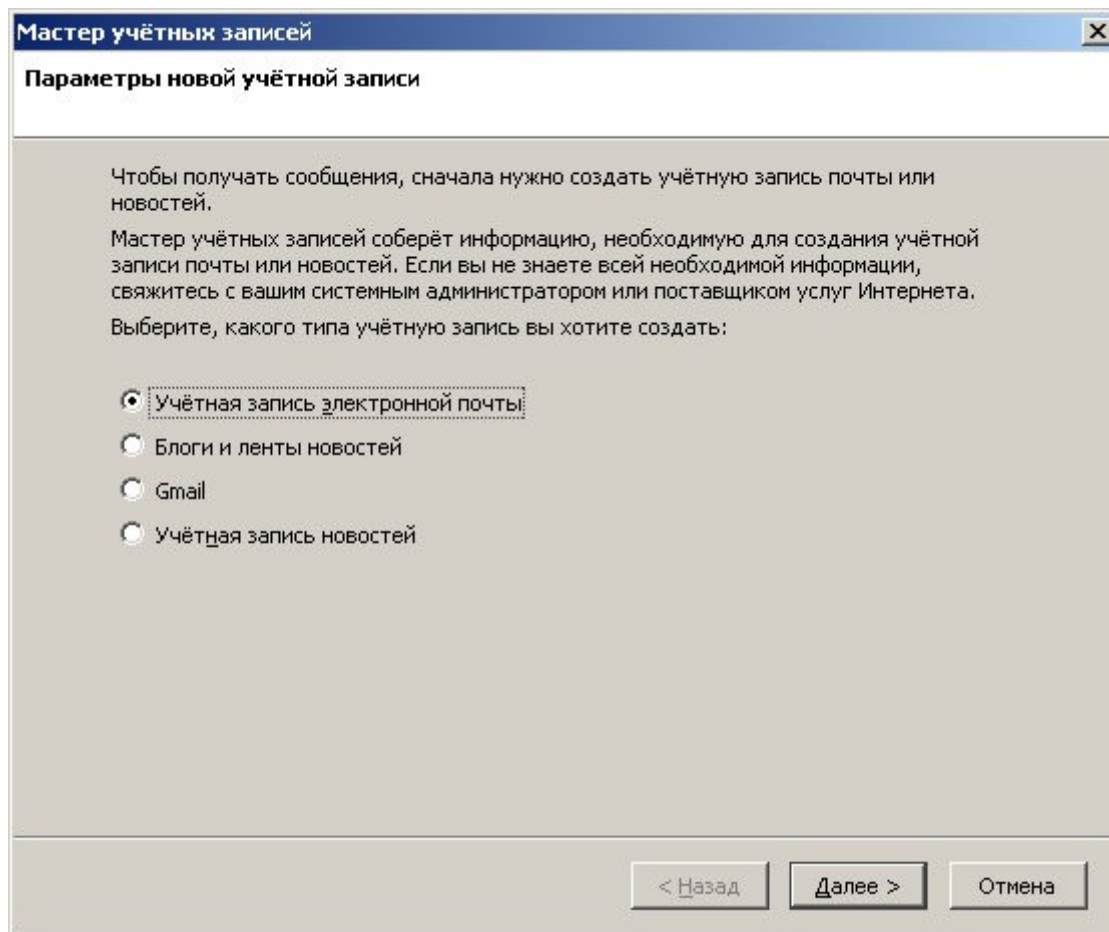 Мастер учётных записей
Параметры новой учётной записи
Чтобы получать сообщения, сначала нужно создать учётную запись почты или
новостей.
Мастер учётных записей соберёт информацию, необходимую для создания учётной
записи почты или новостей. Если вы не знаете всей необходимой информации,
свяжитесь с вашим системным администратором или поставщиком услуг Интернета.
Выберите, какого типа учётную запись вы хотите создать:
Учётная запись электронной почты
Блоги и ленты новостей
Gmail
Учётная запись новостей
< Назад Далее > Отмена